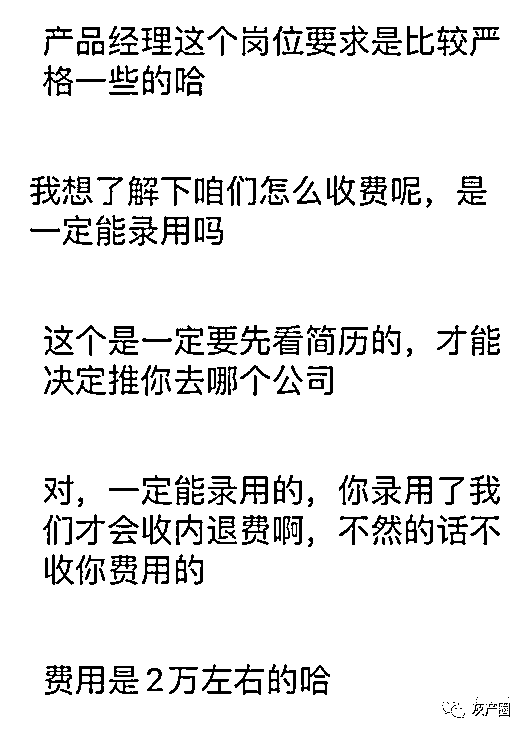 产品经理这个岗位要求是比较严
格一些的哈
我想了解下咱们怎么收费呢，是
一定能录用吗
这个是一定要先看简历的，才能
决定推你去哪个公司
对，一定能录用的，你录用了我
们才会收内退费啊，不然的话不
收你费用的
费用是2万左右的哈
灰产圈